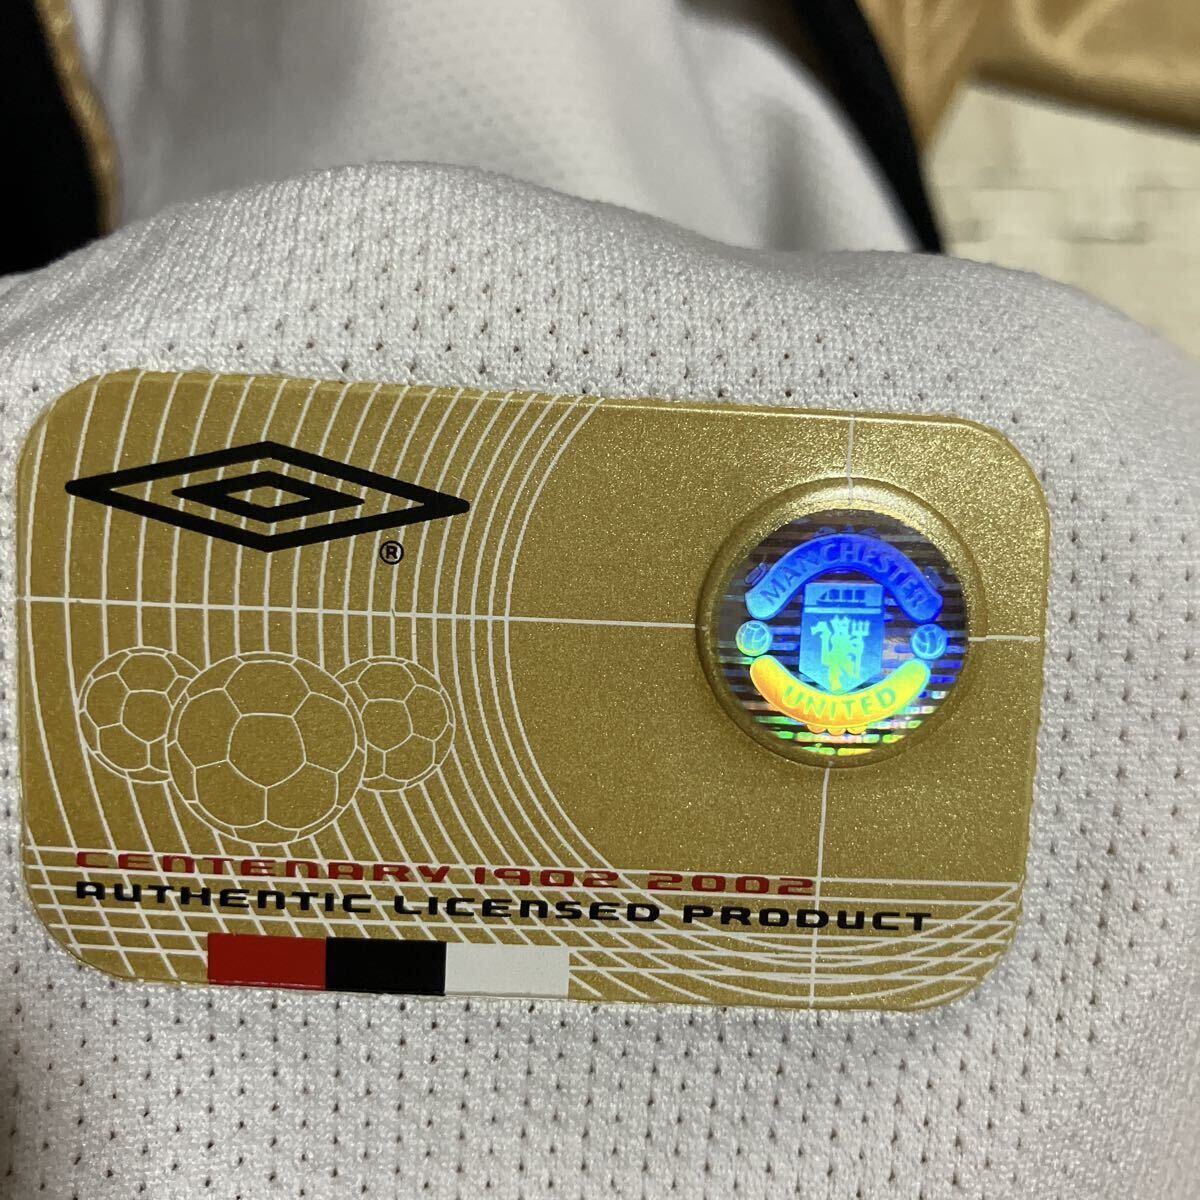 ®
MANCHESTER
UNITED
CENTENARY 1902 2002
AUTHENTIC LICENSED PRODUCT